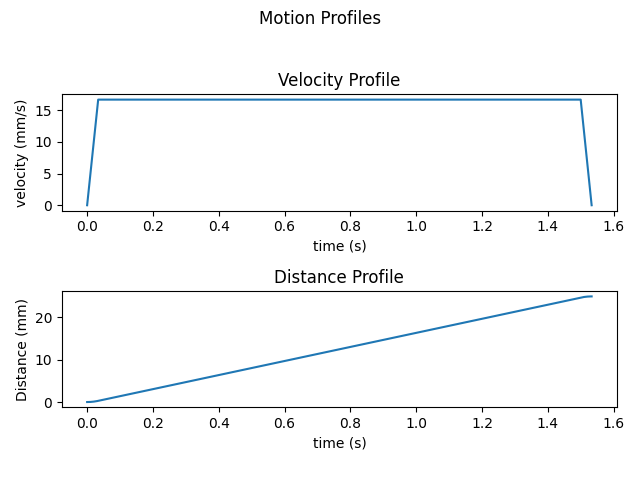 Motion Profiles
Velocity Profile
velocity (mm/s)
15
10
5
0
0.0 0.2 0.4 0.6 0.8 1.0 1.2 1.4 1.6
time (s)
Distance Profile
Distance (mm)
20
10
0
0.0 0.2 0.4 0.6 0.8 1.0 1.2 1.4 1.6
time (s)